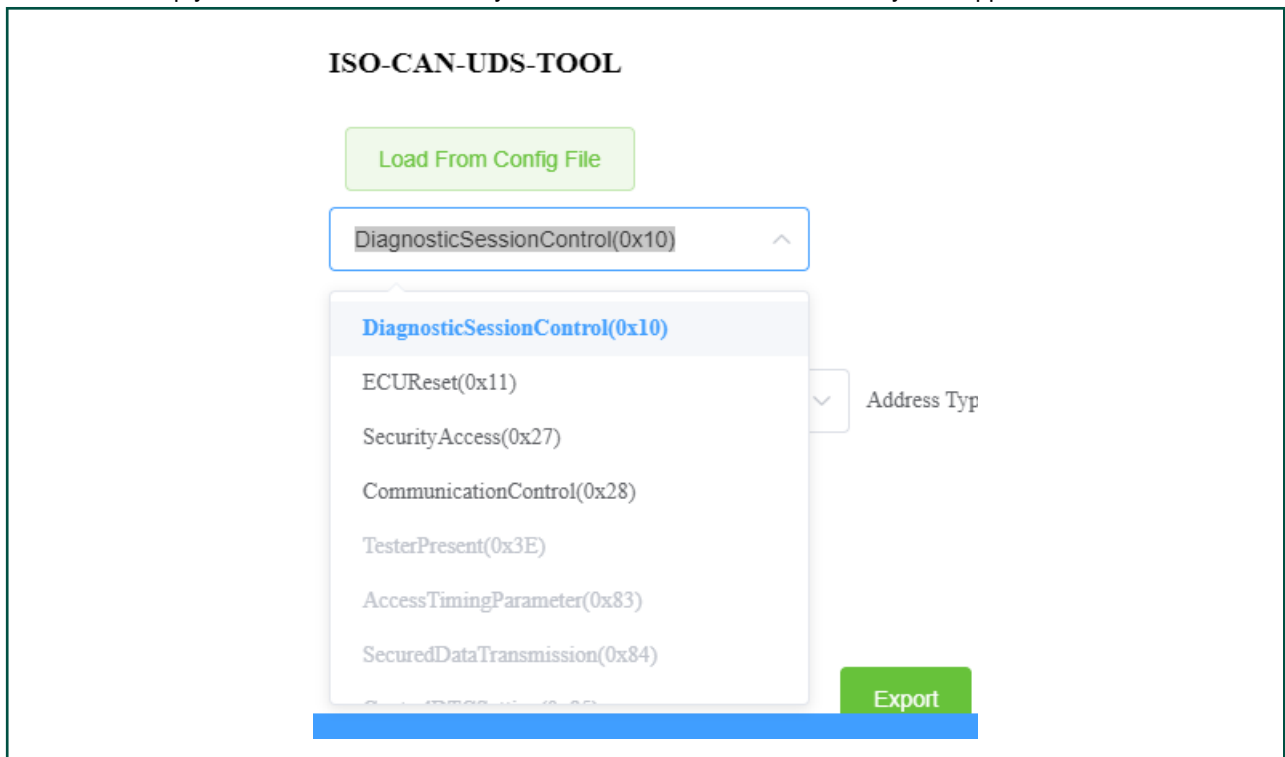 ISO-CAN-UDS-TOOL
Load From Config File
DiagnosticSessionControl(0x10)
DiagnosticSessionControl(0x10)
ECUReset(0x11)
SecurityAccess(0x27)
Address Typ
CommunicationControl(0x28)
TesterPresent(0x3E)
AccessTimingParameter(0x83)
SecuredDataTransmission(0x84)
Export